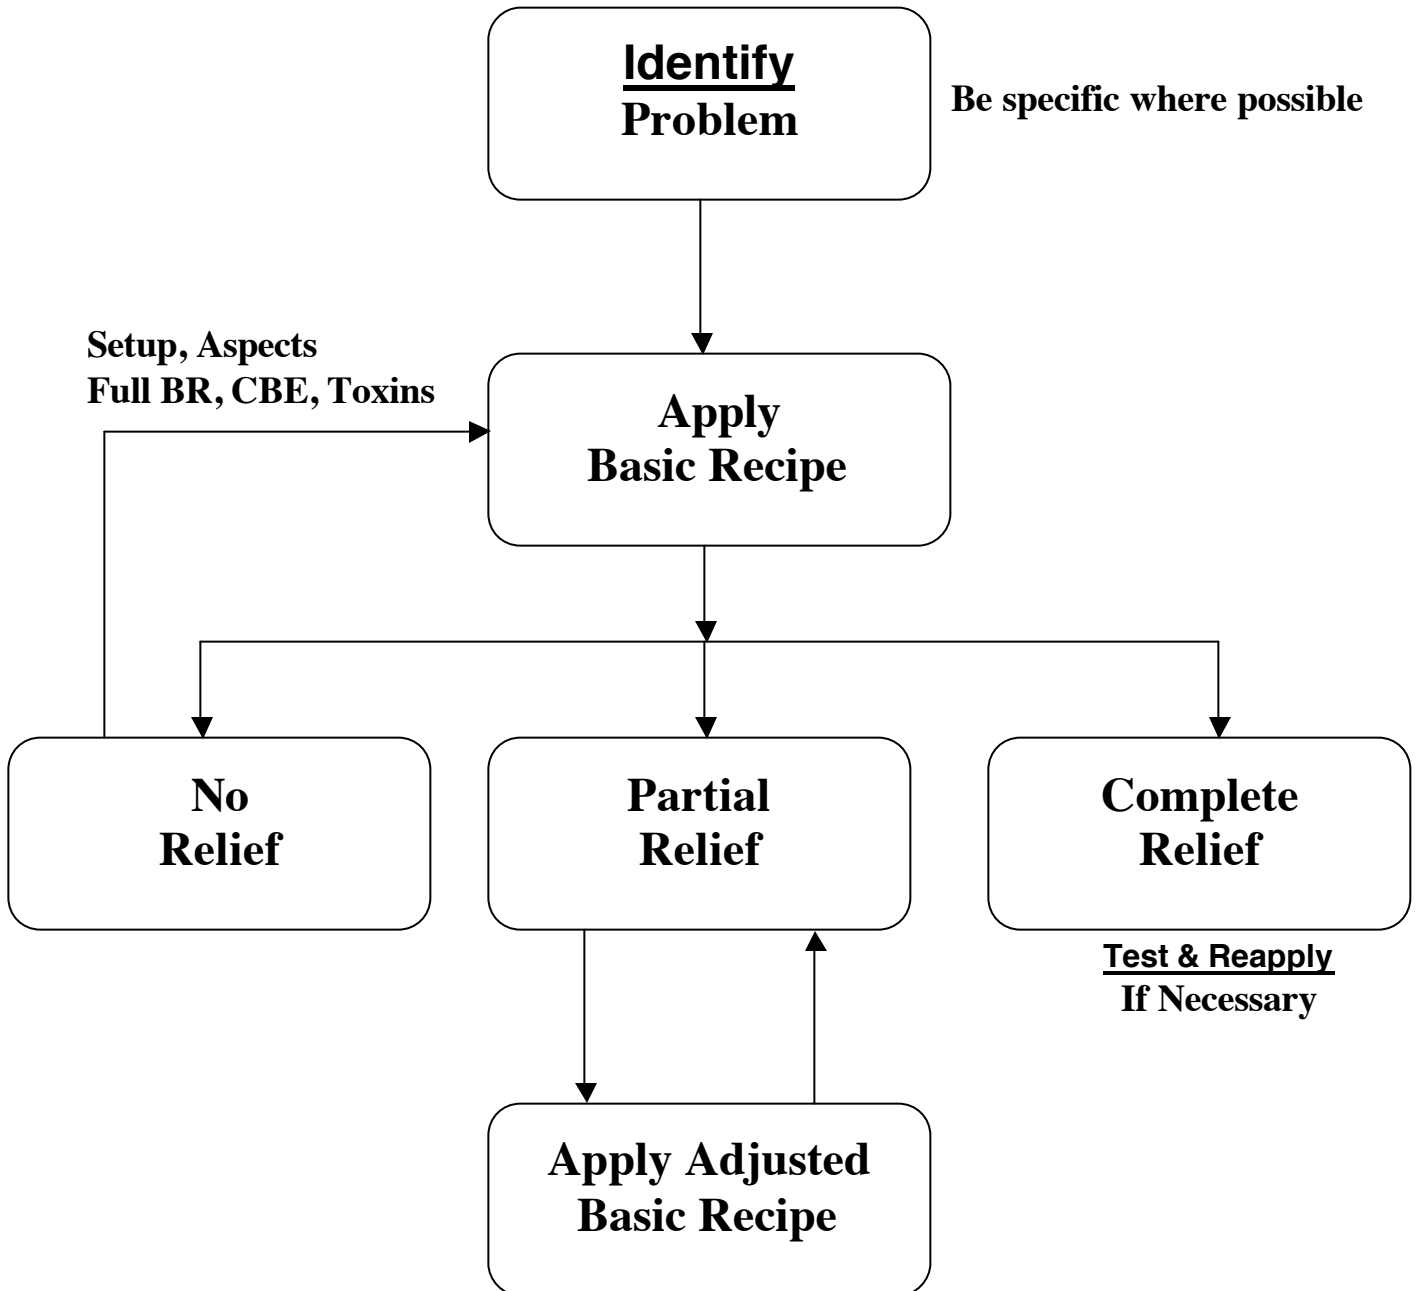 Identify
Problem
Be specific where possible
Setup, Aspects
Full BR, CBE, Toxins
Apply
Basic Recipe
No
Relief
Partial
Relief
Complete
Relief
Test & Reapply
If Necessary
Apply Adjusted
Basic Recipe